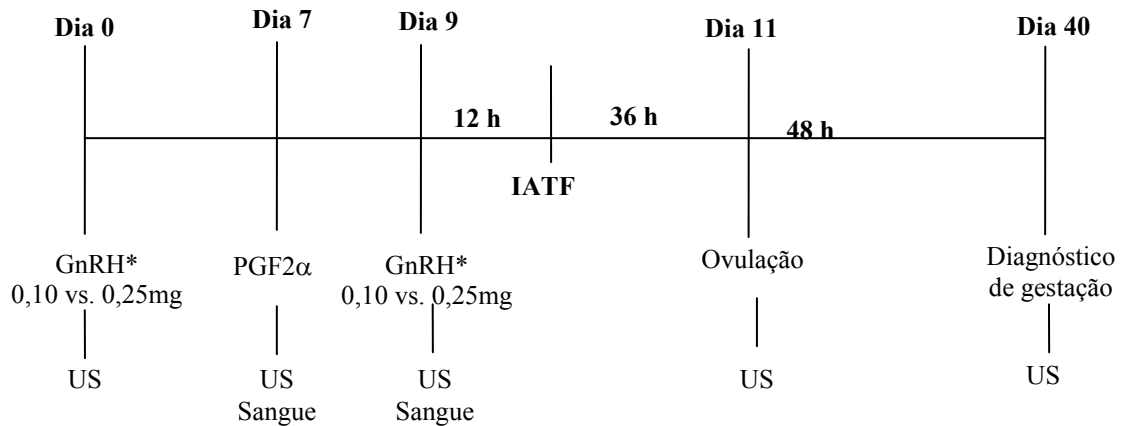 Dia 0
Dia 7
Dia 9
Dia 11
Dia 40
12 h
36 h
48 h
IATF
GnRH*
0,10 vs. 0,25mg
PGF2α
GnRH*
0,10 vs. 0,25mg
Ovulação
Diagnóstico
de gestação
US
US
Sangue
US
Sangue
US
US